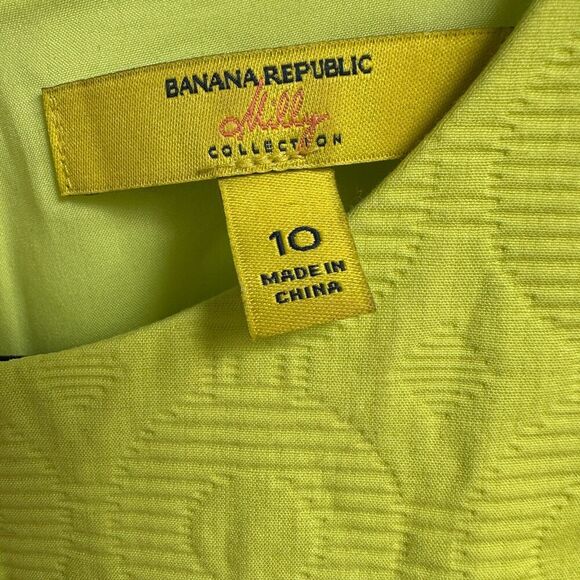 BANANA REPUBLIC
Milly
COLLECTION
10
MADE IN
CHINA